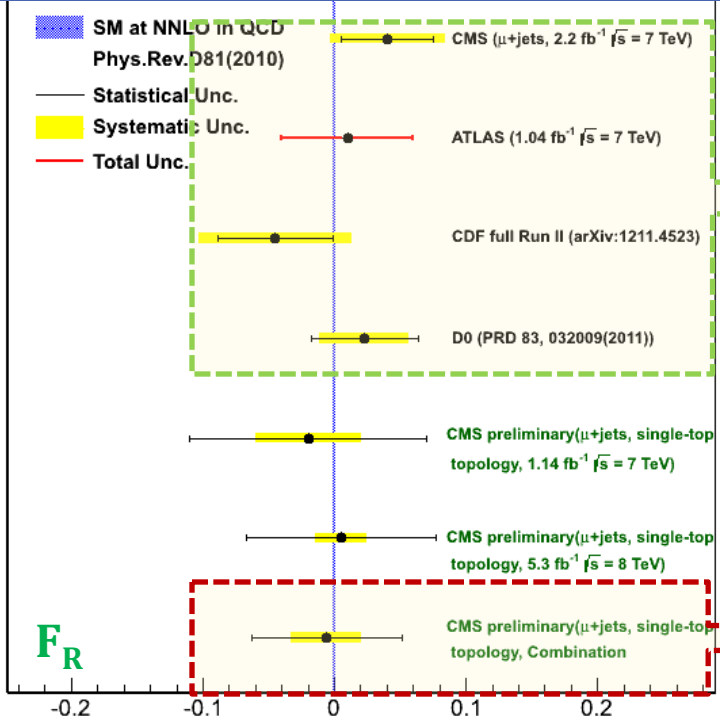 SM at NNLO in QCD
Phys.Rev.D81(2010)
Statistical Unc.
Systematic Unc.
Total Unc.
CMS (μ+jets, 2.2 fb⁻¹ √s = 7 TeV)
ATLAS (1.04 fb⁻¹ √s = 7 TeV)
CDF full Run II (arXiv:1211.4523)
D0 (PRD 83, 032009(2011))
CMS preliminary(μ+jets, single-top
topology, 1.14 fb⁻¹ √s = 7 TeV)
CMS preliminary(μ+jets, single-top
topology, 5.3 fb⁻¹ √s = 8 TeV)
CMS preliminary(μ+jets, single-top
topology, Combination
F_R
-0.2 -0.1 0 0.1 0.2